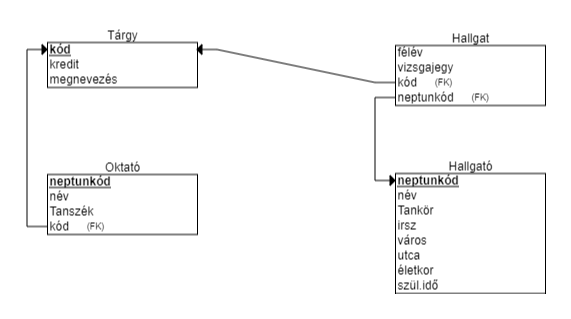 Tárgy
kód
kredit
megnevezés
Hallgat
félév
vizsgajegy
kód (FK)
neptunkód (FK)
Oktató
neptunkód
név
Tanszék
kód (FK)
Hallgató
neptunkód
név
Tankör
irsz
város
utca
életkor
szül.idő